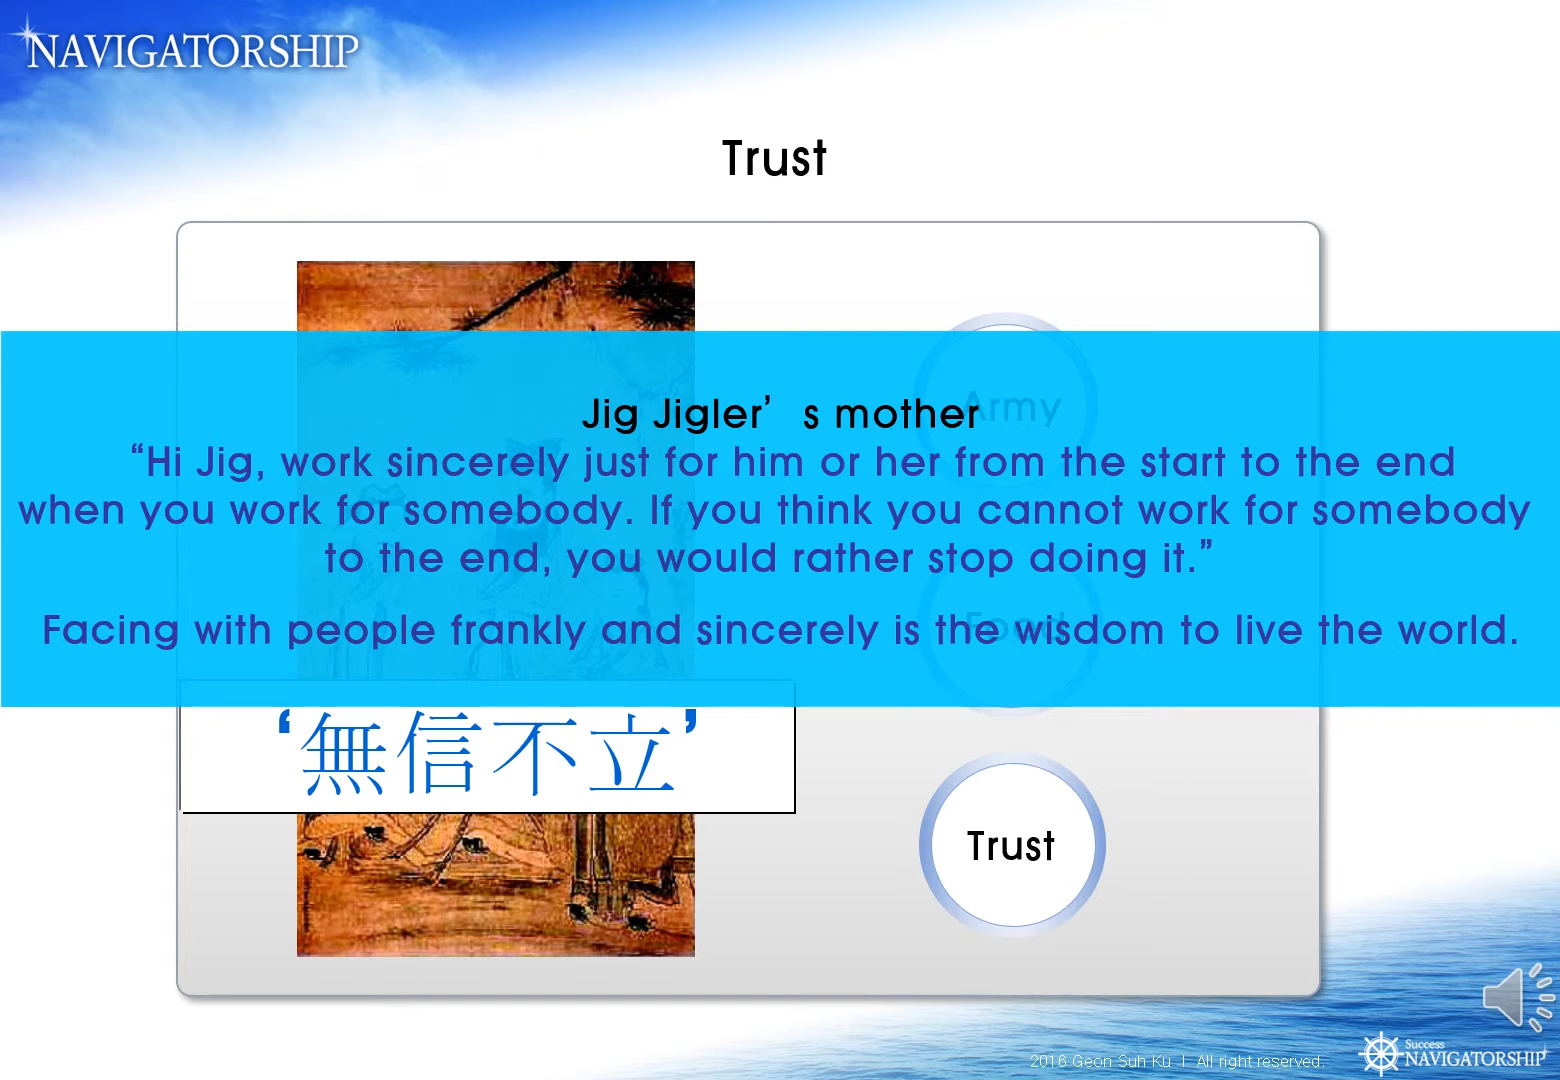 NAVIGATORSHIP
Trust
Army
Jig Jigler’ s mother
“Hi Jig, work sincerely just for him or her from the start to the end
when you work for somebody. If you think you cannot work for somebody
to the end, you would rather stop doing it.”
Food
Facing with people frankly and sincerely is the wisdom to live the world.
‘無信不立’
Trust
2016 Geon Suh Ku | All right reserved.
Success
NAVIGATORSHIP